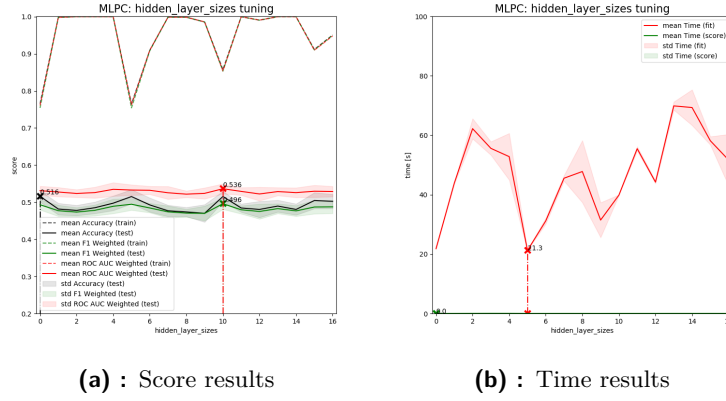 MLPC: hidden_layer_sizes tuning
1.0
0.9
0.8
0.7
0.6
0.5
0.4
0.3
0.2
score
0.516
0.536
0.496
mean Accuracy (train)
mean Accuracy (test)
mean F1 Weighted (train)
mean F1 Weighted (test)
mean ROC AUC Weighted (train)
mean ROC AUC Weighted (test)
std Accuracy (test)
std F1 Weighted (test)
std ROC AUC Weighted (test)
0 2 4 6 8 10 12 14 16
hidden_layer_sizes
MLPC: hidden_layer_sizes tuning
100
80
60
40
20
0
time [s]
mean Time (fit)
mean Time (score)
std Time (fit)
std Time (score)
21.3
0 2 4 6 8 10 12 14
hidden_layer_sizes
(a) : Score results
(b) : Time results